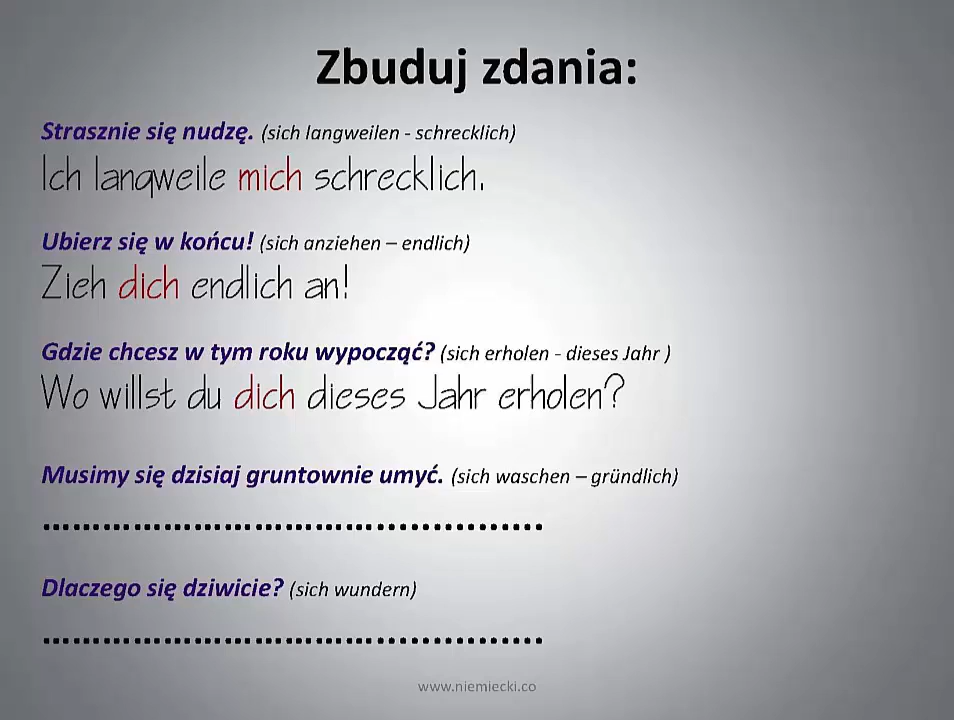 Zbuduj zdania:
Strasznie się nudzę. (sich langweilen - schrecklich)
Ich langweile mich schrecklich.
Ubierz się w końcu! (sich anziehen – endlich)
Zieh dich endlich an!
Gdzie chcesz w tym roku wypocząć? (sich erholen - dieses Jahr )
Wo willst du dich dieses Jahr erholen?
Musimy się dzisiaj gruntownie umyć. (sich waschen – gründlich)
……………………………………………
Dlaczego się dziwicie? (sich wundern)
……………………………………………
www.niemiecki.co